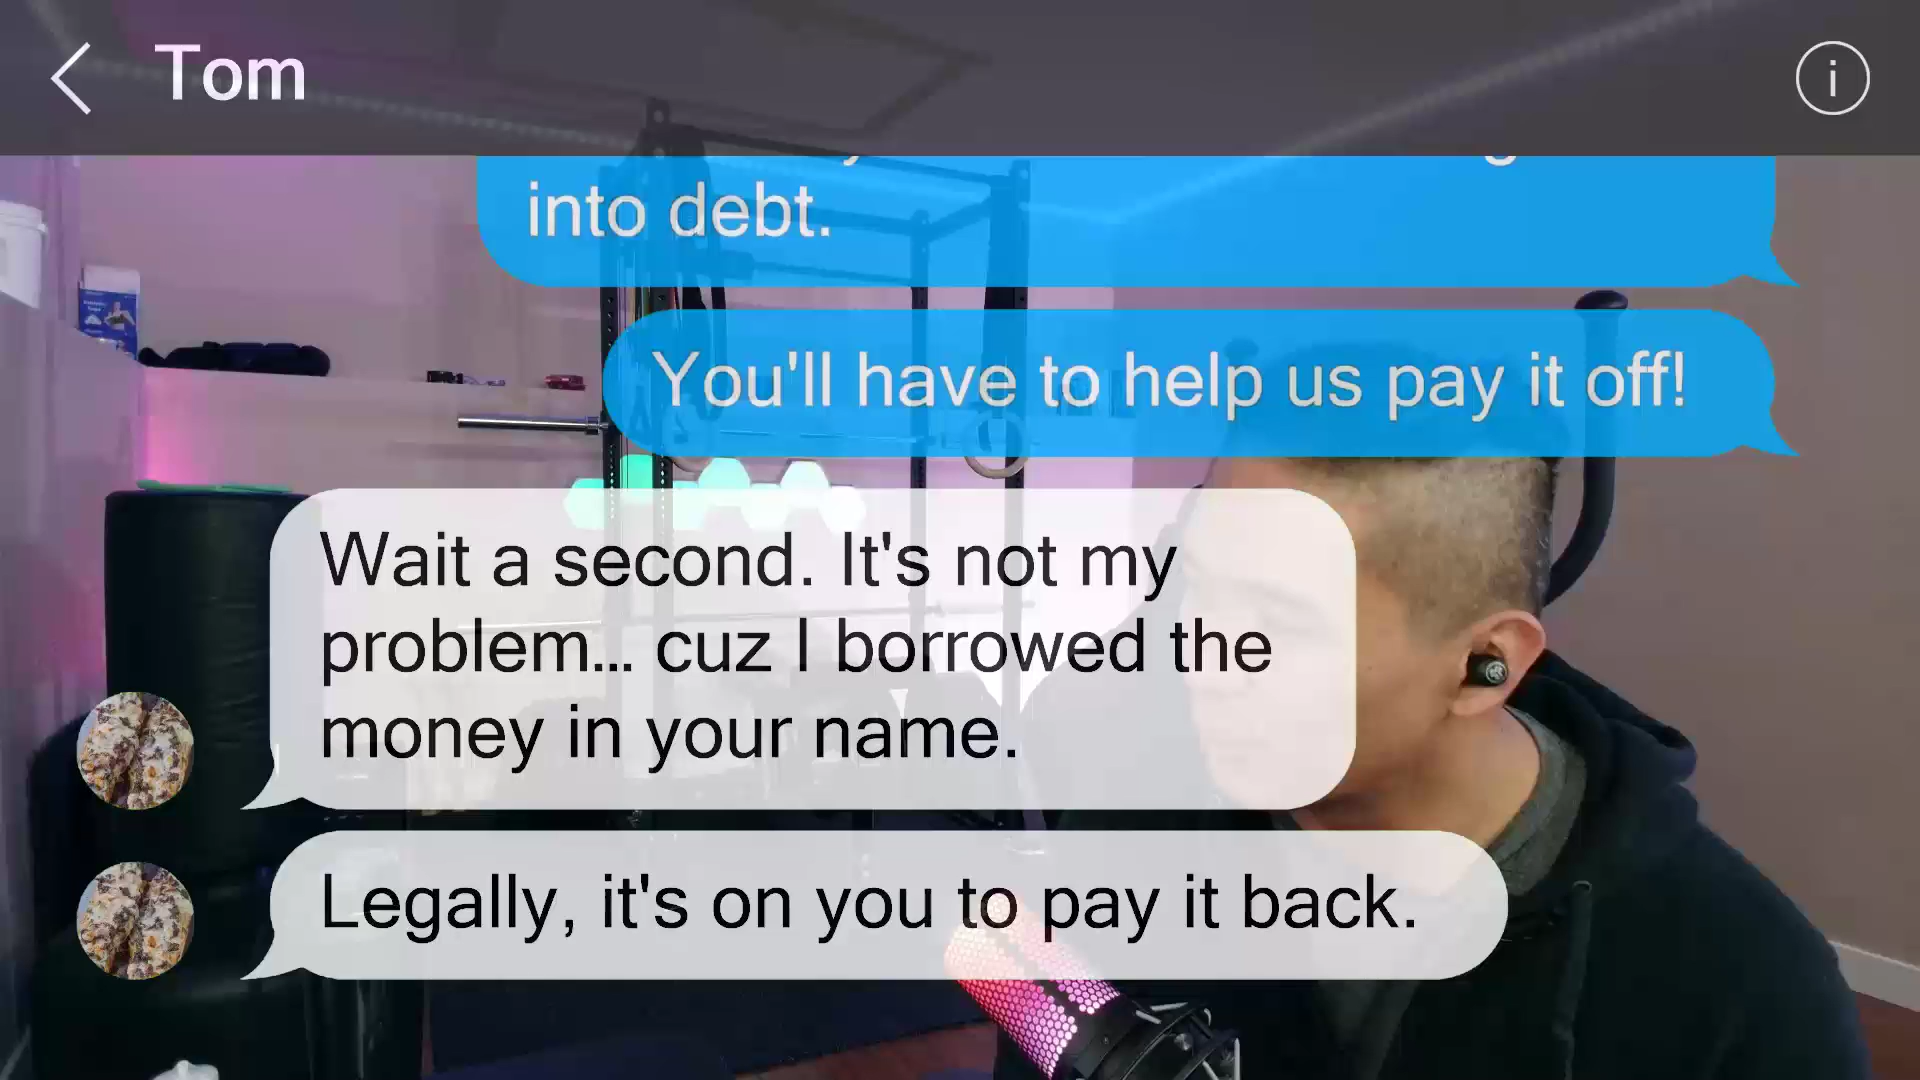 Tom
into debt.
You'll have to help us pay it off!
Wait a second. It's not my
problem... cuz I borrowed the
money in your name.
Legally, it's on you to pay it back.